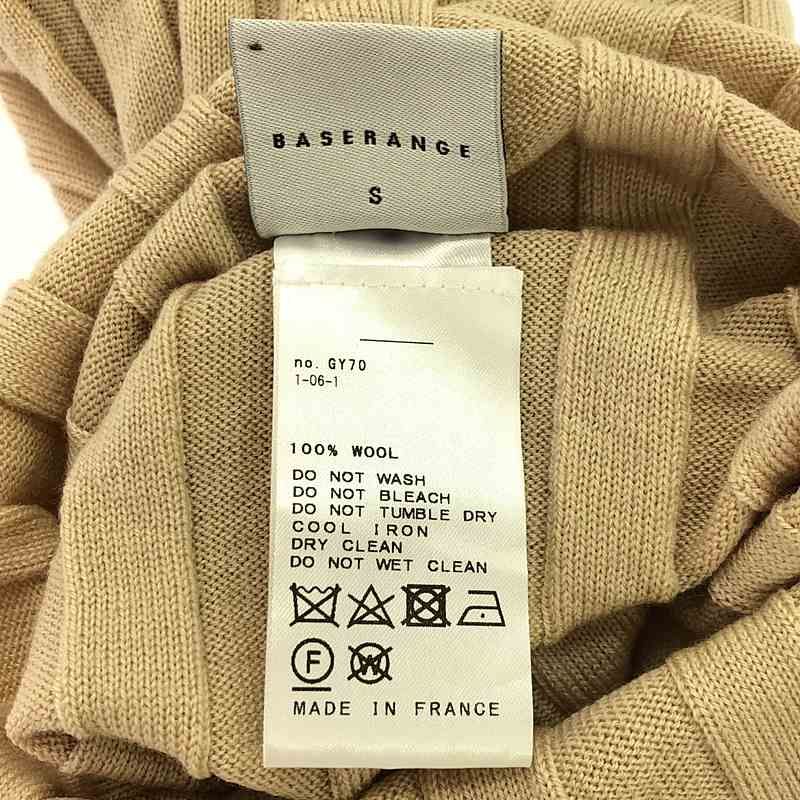 BASERANGE
S
no. GY70
1-06-1
100% WOOL
DO NOT WASH
DO NOT BLEACH
DO NOT TUMBLE DRY
COOL IRON
DRY CLEAN
DO NOT WET CLEAN
F W
MADE IN FRANCE